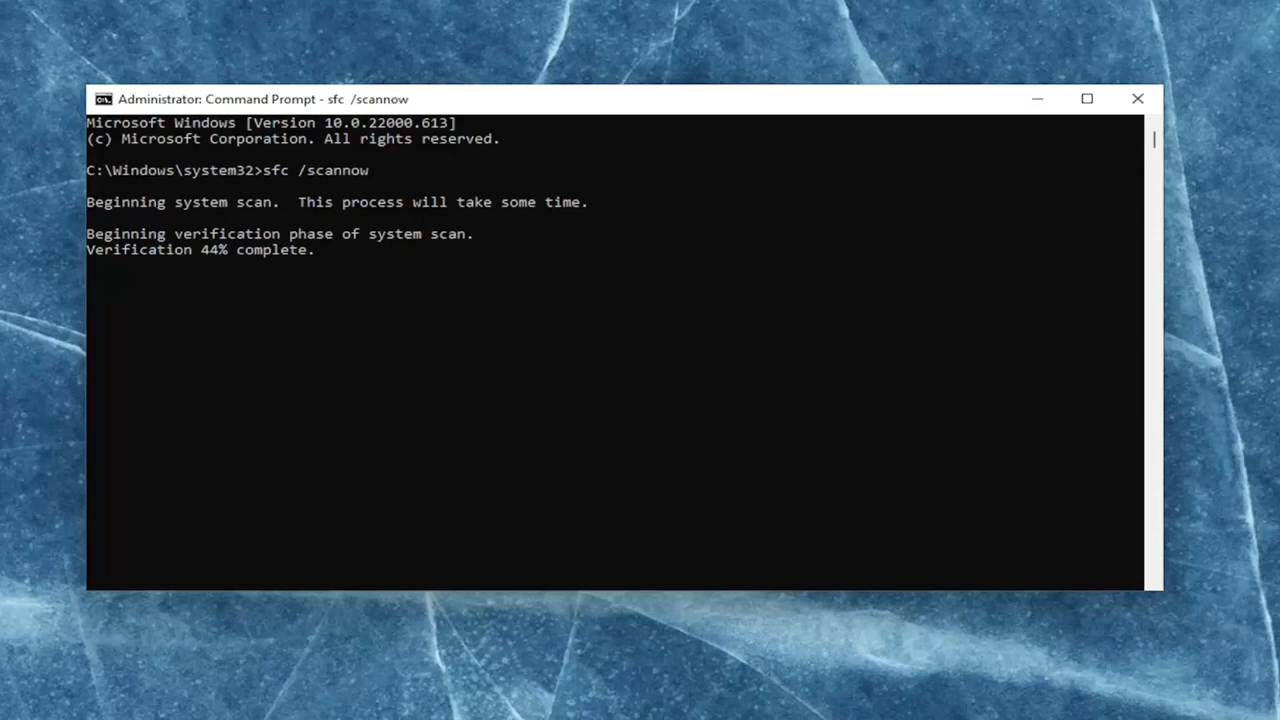 Administrator: Command Prompt - sfc  /scannow
Microsoft Windows [Version 10.0.22000.613]
(c) Microsoft Corporation. All rights reserved.
C:\Windows\system32>sfc /scannow
Beginning system scan.  This process will take some time.
Beginning verification phase of system scan.
Verification 44% complete.